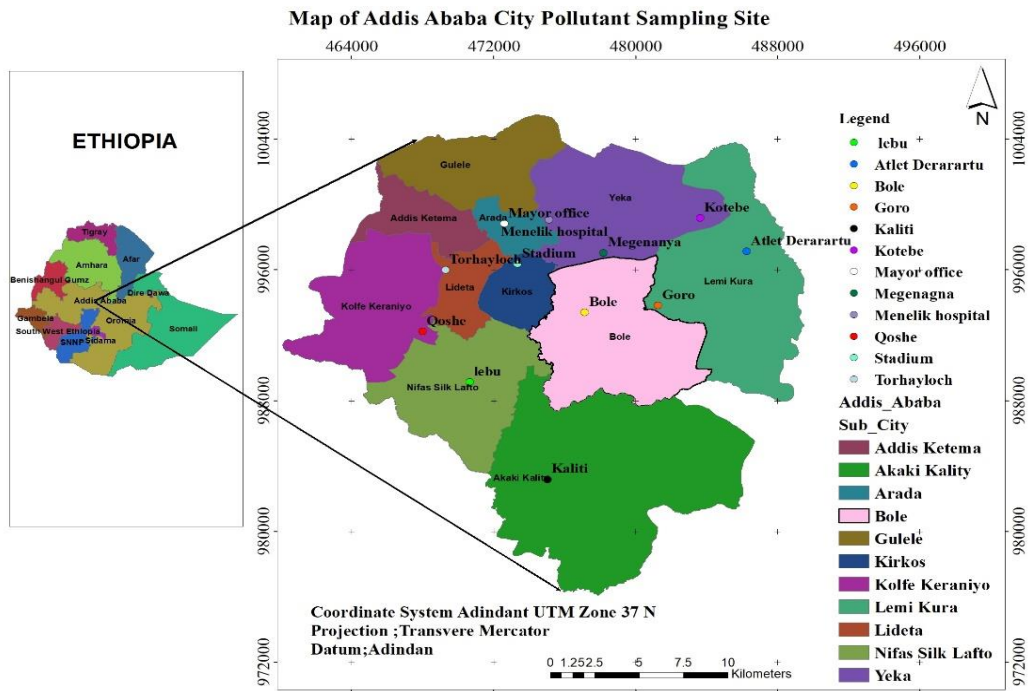 Map of Addis Ababa City Pollutant Sampling Site
464000 472000 480000 488000 496000
ETHIOPIA
Tigray
Afar
Amhara
Benishangul Gumz
Addis Ababa
Dire Dawa
Gambela
Oromia
Somali
South West Ethiopia
SNNP
Sidama
1004000
996000
988000
980000
972000
Gulele
Yeka
Addis Ketema
Arada
Mayor office
Menelik hospital
Kotebe
Megenanya
Atlet Derarartu
Torhayloch
Stadium
Lemi Kura
Kolfe Keraniyo
Lideta
Kirkos
Bole
Goro
Qoshe
Bole
lebu
Nifas Silk Lafto
Kaliti
Akaki Kality
N
Legend
lebu
Atlet Derarartu
Bole
Goro
Kaliti
Kotebe
Mayor office
Megenagna
Menelik hospital
Qoshe
Stadium
Torhayloch
Addis_Ababa
Sub_City
Addis Ketema
Akaki Kality
Arada
Bole
Gulele
Kirkos
Kolfe Keraniyo
Lemi Kura
Lideta
Nifas Silk Lafto
Yeka
Coordinate System Adindant UTM Zone 37 N
Projection ;Transvere Mercator
Datum;Adindan
0 1.252.5 5 7.5 10
Kilometers
1004000
996000
988000
980000
972000